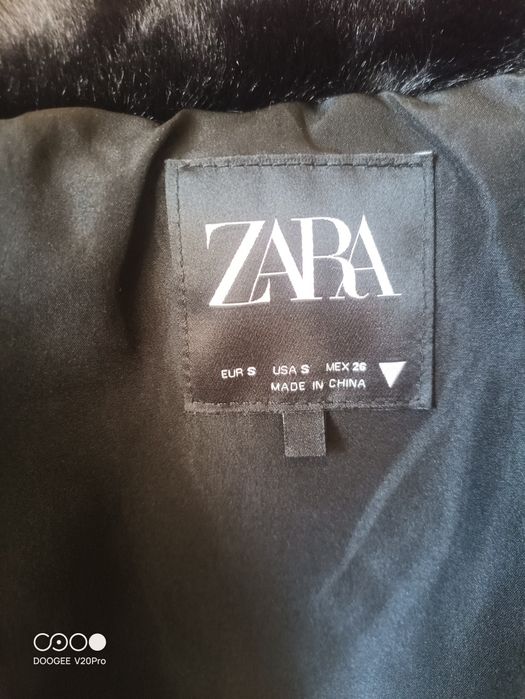 ZARA
EUR S USA S MEX 26
MADE IN CHINA
DOOGEE V20Pro